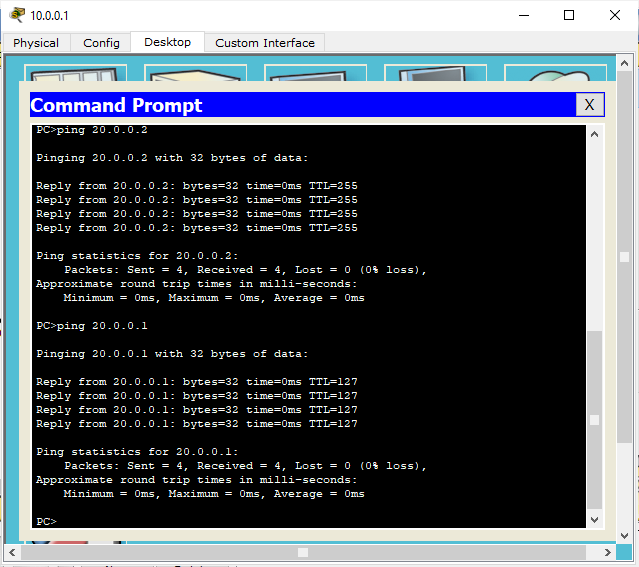 10.0.0.1
Physical Config Desktop Custom Interface
Command Prompt X
PC>ping 20.0.0.2
Pinging 20.0.0.2 with 32 bytes of data:
Reply from 20.0.0.2: bytes=32 time=0ms TTL=255
Reply from 20.0.0.2: bytes=32 time=0ms TTL=255
Reply from 20.0.0.2: bytes=32 time=0ms TTL=255
Reply from 20.0.0.2: bytes=32 time=0ms TTL=255
Ping statistics for 20.0.0.2:
Packets: Sent = 4, Received = 4, Lost = 0 (0% loss),
Approximate round trip times in milli-seconds:
Minimum = 0ms, Maximum = 0ms, Average = 0ms
PC>ping 20.0.0.1
Pinging 20.0.0.1 with 32 bytes of data:
Reply from 20.0.0.1: bytes=32 time=0ms TTL=127
Reply from 20.0.0.1: bytes=32 time=0ms TTL=127
Reply from 20.0.0.1: bytes=32 time=0ms TTL=127
Reply from 20.0.0.1: bytes=32 time=0ms TTL=127
Ping statistics for 20.0.0.1:
Packets: Sent = 4, Received = 4, Lost = 0 (0% loss),
Approximate round trip times in milli-seconds:
Minimum = 0ms, Maximum = 0ms, Average = 0ms
PC>